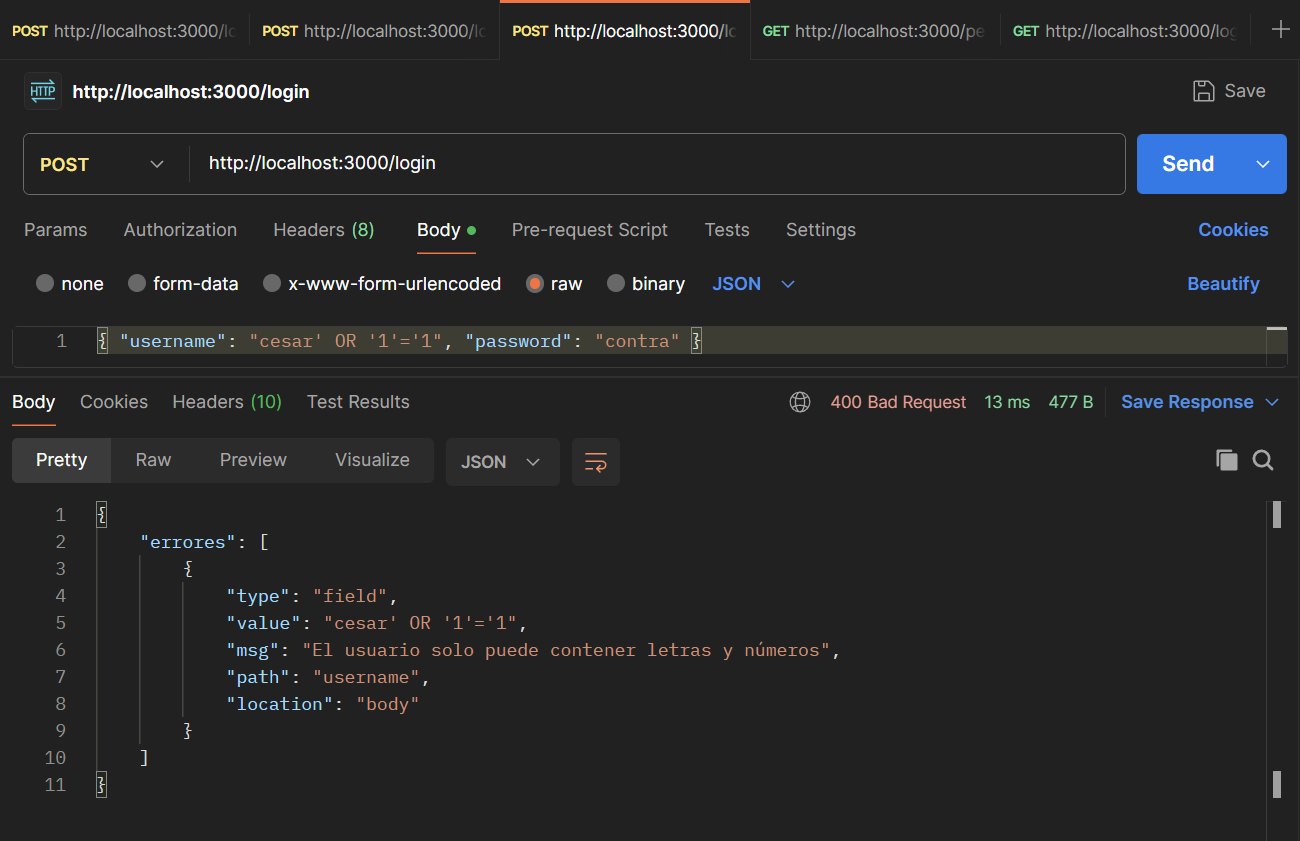 POST http://localhost:3000/lo POST http://localhost:3000/lo POST http://localhost:3000/lo GET http://localhost:3000/pe GET http://localhost:3000/log
HTTP http://localhost:3000/login Save
POST http://localhost:3000/login Send
Params Authorization Headers (8) Body Pre-request Script Tests Settings Cookies
none form-data x-www-form-urlencoded raw binary JSON Beautify
1 { "username": "cesar' OR '1'='1", "password": "contra" }
Body Cookies Headers (10) Test Results 400 Bad Request 13 ms 477 B Save Response
Pretty Raw Preview Visualize JSON
1 {
2 "errores": [
3 {
4 "type": "field",
5 "value": "cesar' OR '1'='1",
6 "msg": "El usuario solo puede contener letras y números",
7 "path": "username",
8 "location": "body"
9 }
10 ]
11 }